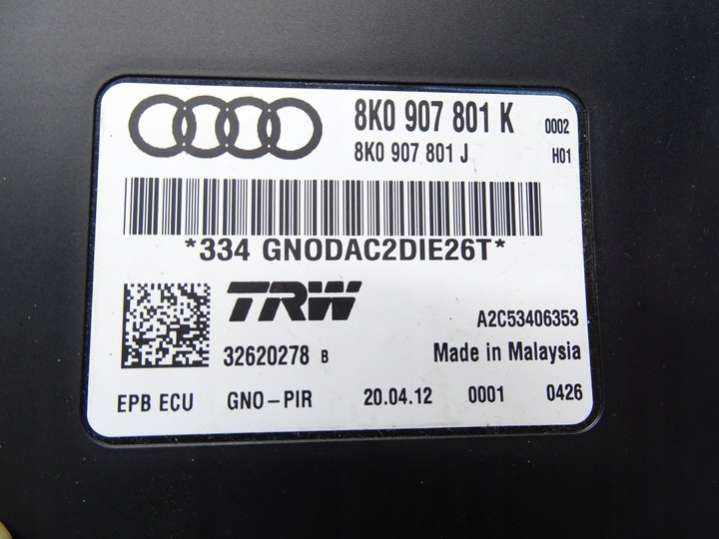 8K0 907 801 K 0002
8K0 907 801 J H01
*334 GNODAC2DIE26T*
TRW A2C53406353
32620278 B Made in Malaysia
EPB ECU GNO-PIR 20.04.12 0001 0426